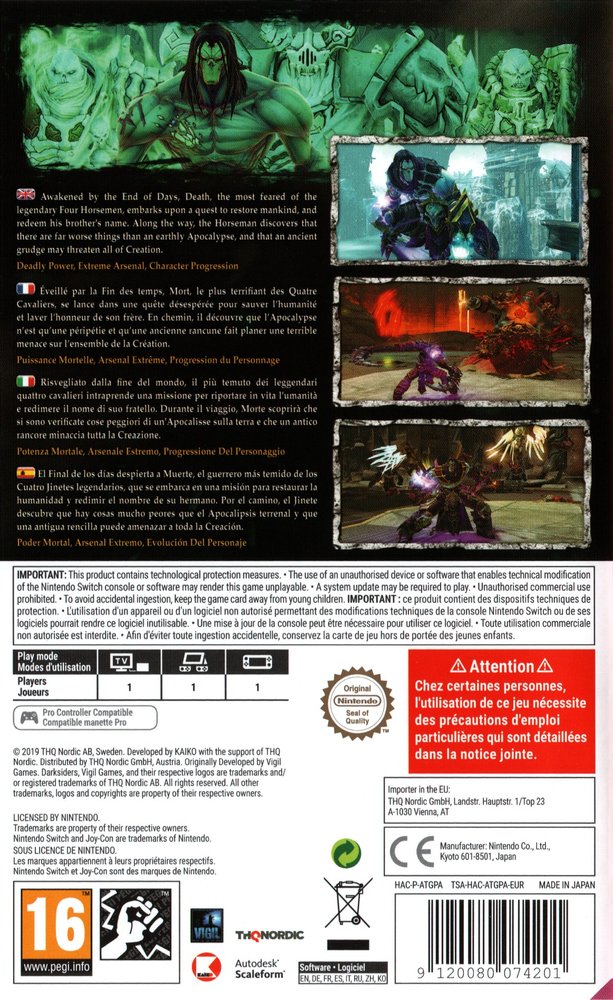 Awakened by the End of Days, Death, the most feared of the
legendary Four Horsemen, embarks upon a quest to restore mankind, and
redeem his brother's name. Along the way, the Horseman discovers that
there are far worse things than an earthly Apocalypse, and that an ancient
grudge may threaten all of Creation.
Deadly Power, Extreme Arsenal, Character Progression
Éveillé par la Fin des temps, Mort, le plus terrifiant des Quatre
Cavaliers, se lance dans une quête désespérée pour sauver l'humanité
et laver l'honneur de son frère. En chemin, il découvre que l'Apocalypse
n'est qu'une péripétie et qu'une ancienne rancune fait planer une terrible
menace sur l'ensemble de la Création.
Puissance Mortelle, Arsenal Extrême, Progression du Personnage
Risvegliato dalla fine del mondo, il più temuto dei leggendari
quattro cavalieri intraprende una missione per riportare in vita l'umanità
e redimere il nome di suo fratello. Durante il viaggio, Morte scoprirà che
si sono verificate cose peggiori di un'Apocalisse sulla terra e che un antico
rancore minaccia tutta la Creazione.
Potenza Mortale, Arsenale Estremo, Progressione Del Personaggio
El Final de los días despierta a Muerte, el guerrero más temido de los
Cuatro Jinetes legendarios, que se embarca en una misión para restaurar la
humanidad y redimir el nombre de su hermano. Por el camino, el Jinete
descubre que hay cosas mucho peores que el Apocalipsis terrenal y que
una antigua rencilla puede amenazar a toda la Creación.
Poder Mortal, Arsenal Extremo, Evolución Del Personaje
IMPORTANT: This product contains technological protection measures. • The use of an unauthorised device or software that enables technical modification
of the Nintendo Switch console or software may render this game unplayable. • A system update may be required to play. • Unauthorised commercial use
prohibited. • To avoid accidental ingestion, keep the game card away from young children. IMPORTANT : ce produit contient des dispositifs techniques de
protection. • L'utilisation d'un appareil ou d'un logiciel non autorisé permettant des modifications techniques de la console Nintendo Switch ou de ses
logiciels pourrait rendre ce logiciel inutilisable. • Une mise à jour de la console peut être nécessaire pour utiliser ce logiciel. • Toute utilisation commerciale
non autorisée est interdite. • Afin d'éviter toute ingestion accidentelle, conservez la carte de jeu hors de portée des jeunes enfants.
Play mode
Modes d'utilisation
TV
Players
Joueurs
1
1
1
Pro Controller Compatible
Compatible manette Pro
Original
Nintendo
Seal of
Quality
TM
Attention
Chez certaines personnes,
l'utilisation de ce jeu nécessite
des précautions d'emploi
particulières qui sont détaillées
dans la notice jointe.
© 2019 THQ Nordic AB, Sweden. Developed by KAIKO with the support of THQ
Nordic. Distributed by THQ Nordic GmbH, Austria. Originally Developed by Vigil
Games. Darksiders, Vigil Games, and their respective logos are trademarks and/
or registered trademarks of THQ Nordic AB. All rights reserved. All other
trademarks, logos and copyrights are property of their respective owners.
LICENSED BY NINTENDO.
Trademarks are property of their respective owners.
Nintendo Switch and Joy-Con are trademarks of Nintendo.
SOUS LICENCE DE NINTENDO.
Les marques appartiennent à leurs propriétaires respectifs.
Nintendo Switch et Joy-Con sont des marques de Nintendo.
Importer in the EU:
THQ Nordic GmbH, Landstr. Hauptstr. 1/Top 23
A-1030 Vienna, AT
CE
Manufacturer: Nintendo Co., Ltd.,
Kyoto 601-8501, Japan
HAC-P-ATGPA TSA-HAC-ATGPA-EUR MADE IN JAPAN
16
www.pegi.info
VIGIL
THQNORDIC
KAIKO
Autodesk
Scaleform
Software • Logiciel
EN, DE, FR, ES, IT, RU, ZH, KO
9 120080 074201